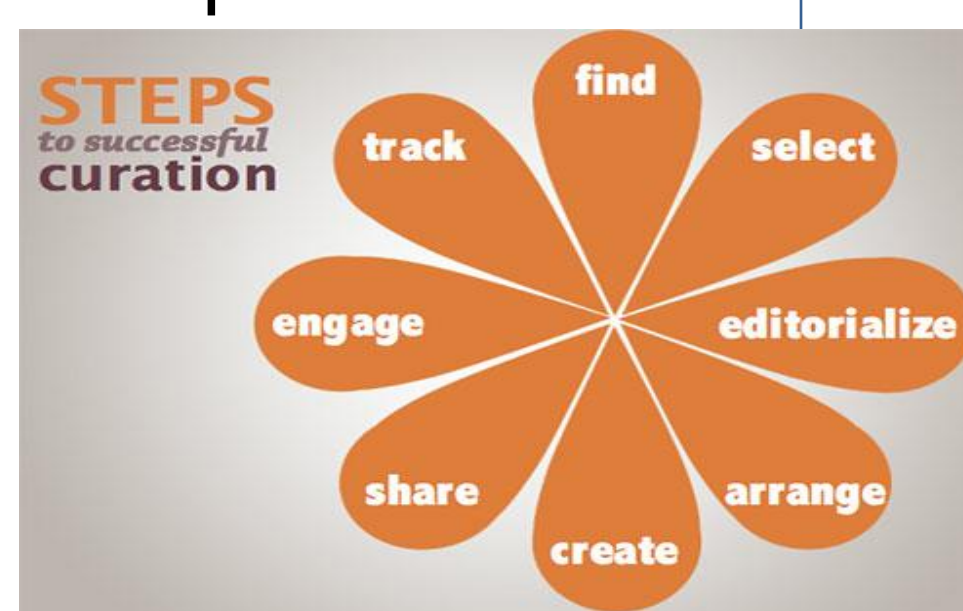 STEPS
to successful
curation
find
select
editorialize
arrange
create
share
engage
track